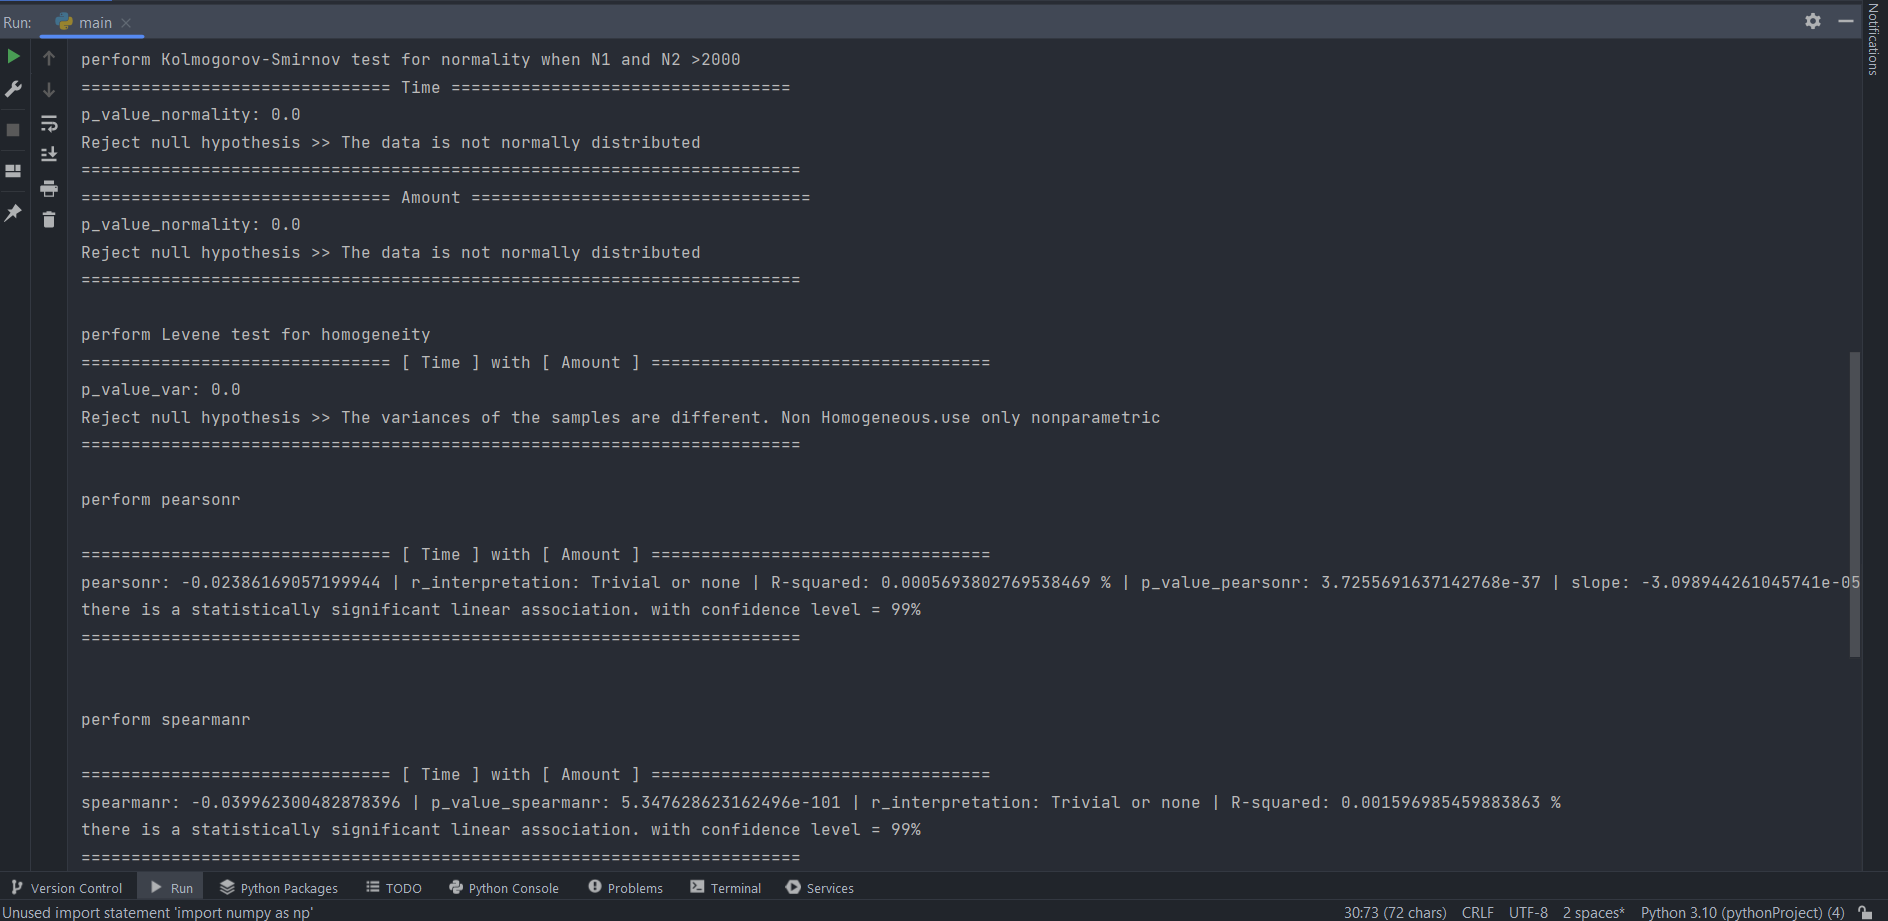 Run: main
Notifications
perform Kolmogorov-Smirnov test for normality when N1 and N2 >2000
=============================== Time ==================================
p_value_normality: 0.0
Reject null hypothesis >> The data is not normally distributed
========================================================================
=============================== Amount ==================================
p_value_normality: 0.0
Reject null hypothesis >> The data is not normally distributed
========================================================================
perform Levene test for homogeneity
=============================== [ Time ] with [ Amount ] ==================================
p_value_var: 0.0
Reject null hypothesis >> The variances of the samples are different. Non Homogeneous.use only nonparametric
========================================================================
perform pearsonr
=============================== [ Time ] with [ Amount ] ==================================
pearsonr: -0.02386169057199944 | r_interpretation: Trivial or none | R-squared: 0.0005693802769538469 % | p_value_pearsonr: 3.7255691637142768e-37 | slope: -3.098944261045741e-05
there is a statistically significant linear association. with confidence level = 99%
========================================================================
perform spearmanr
=============================== [ Time ] with [ Amount ] ==================================
spearmanr: -0.039962300482878396 | p_value_spearmanr: 5.347628623162496e-101 | r_interpretation: Trivial or none | R-squared: 0.001596985459883863 %
there is a statistically significant linear association. with confidence level = 99%
========================================================================
Version Control Run Python Packages TODO Python Console Problems Terminal Services
Unused import statement 'import numpy as np' 30:73 (72 chars) CRLF UTF-8 2 spaces* Python 3.10 (pythonProject) (4)